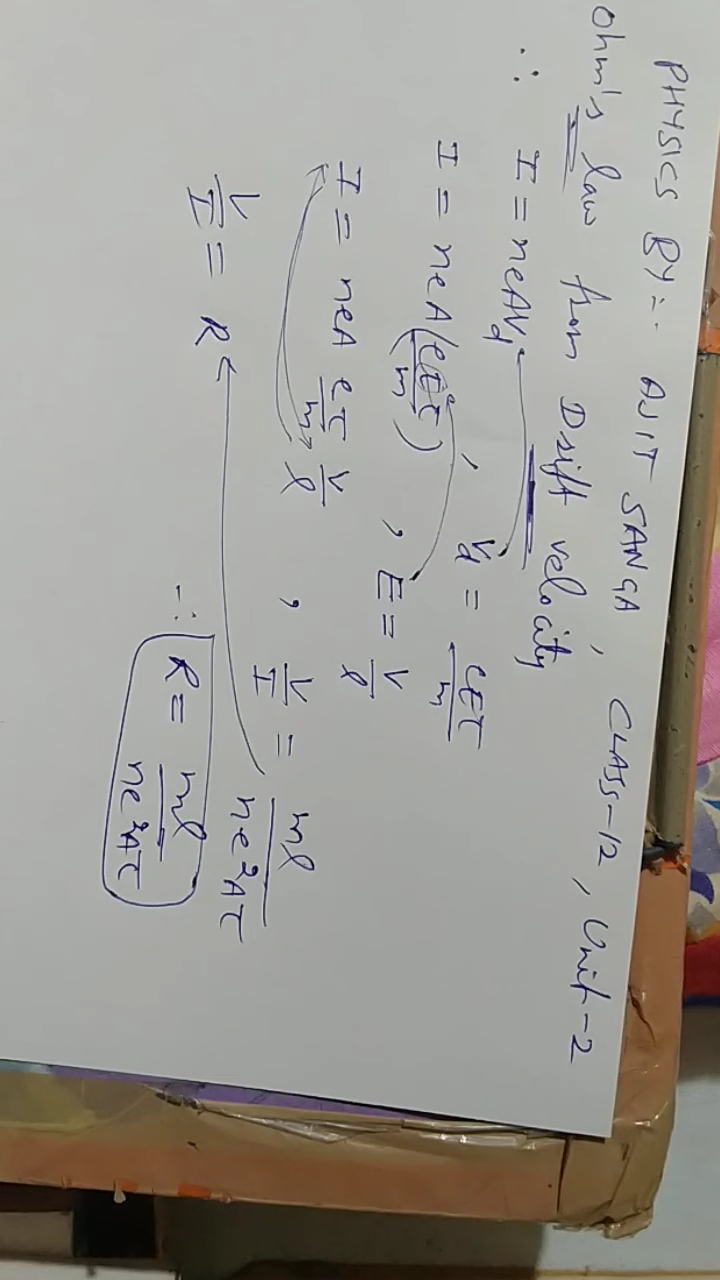 PHYSICS BY:- AJIT SANGA, CLASS-12, Unit-2
Ohm's law from Drift velocity
∴ I = neAVd , Vd = eEτ/m
I = neA(eEτ/m) , E = V/l
I = neA eτ/m V/l , V/I = ml/ne²Aτ
V/I = R
∴ R = ml/ne²Aτ